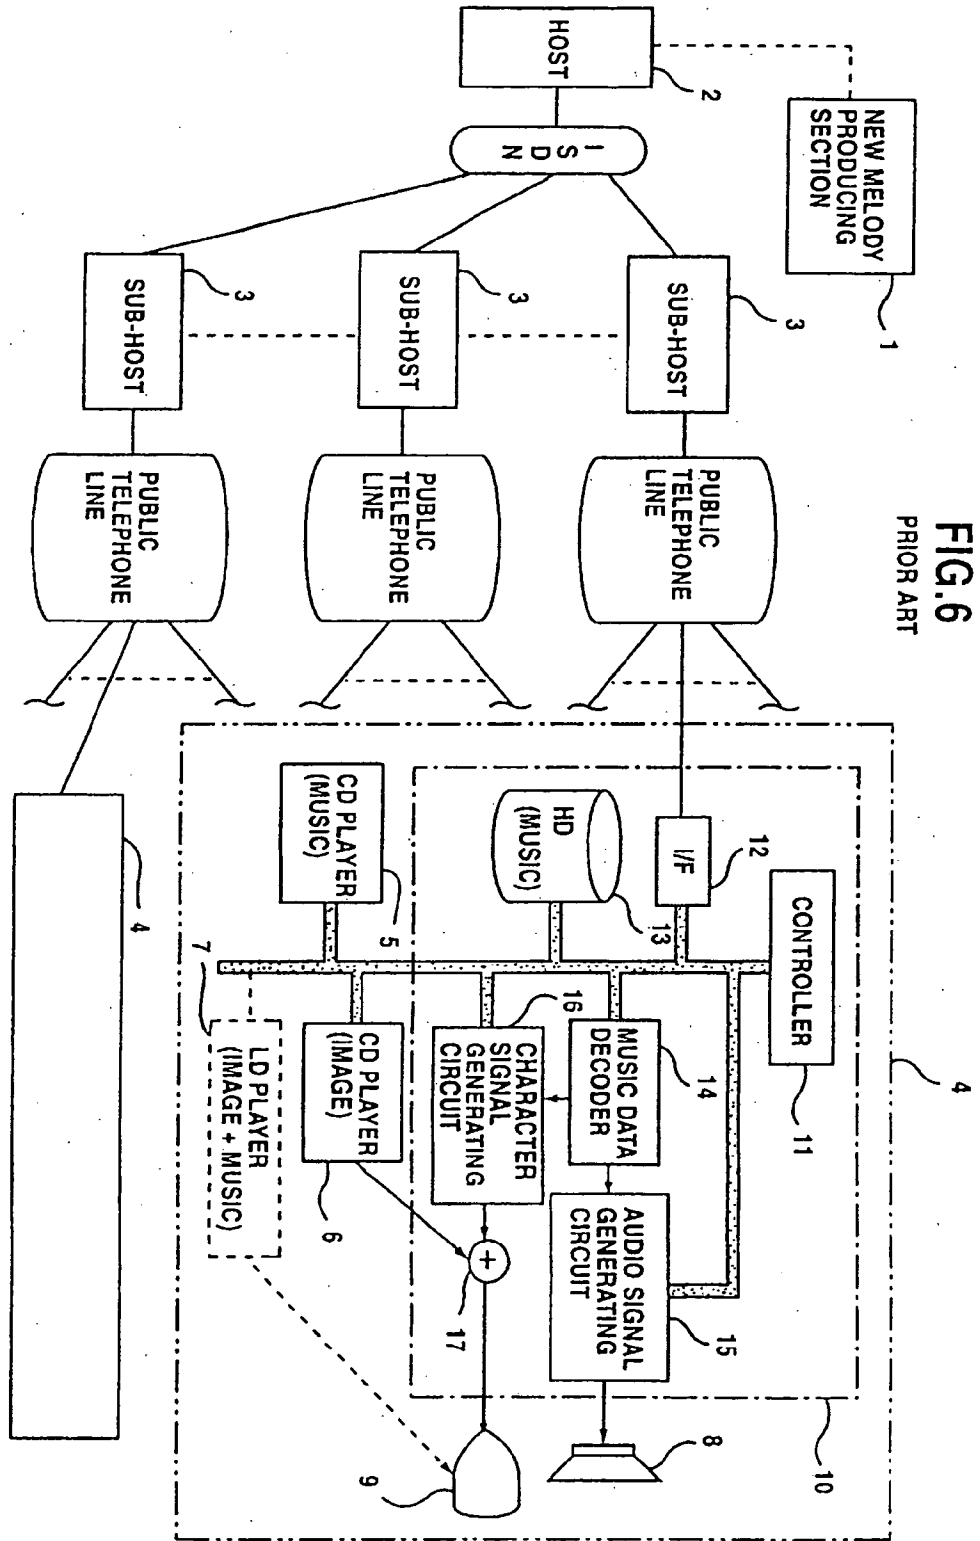 FIG.6
PRIOR ART
NEW MELODY
PRODUCING
SECTION
1
HOST
2
I
S
D
N
SUB-HOST
3
SUB-HOST
3
SUB-HOST
3
PUBLIC
TELEPHONE
LINE
PUBLIC
TELEPHONE
LINE
PUBLIC
TELEPHONE
LINE
4
CONTROLLER
11
I/F
12
HD
(MUSIC)
13
MUSIC DATA
DECODER
14
AUDIO SIGNAL
GENERATING
CIRCUIT
15
CHARACTER
SIGNAL
GENERATING
CIRCUIT
16
+
17
10
8
9
CD PLAYER
(MUSIC)
5
CD PLAYER
(IMAGE)
6
LD PLAYER
(IMAGE + MUSIC)
7
4